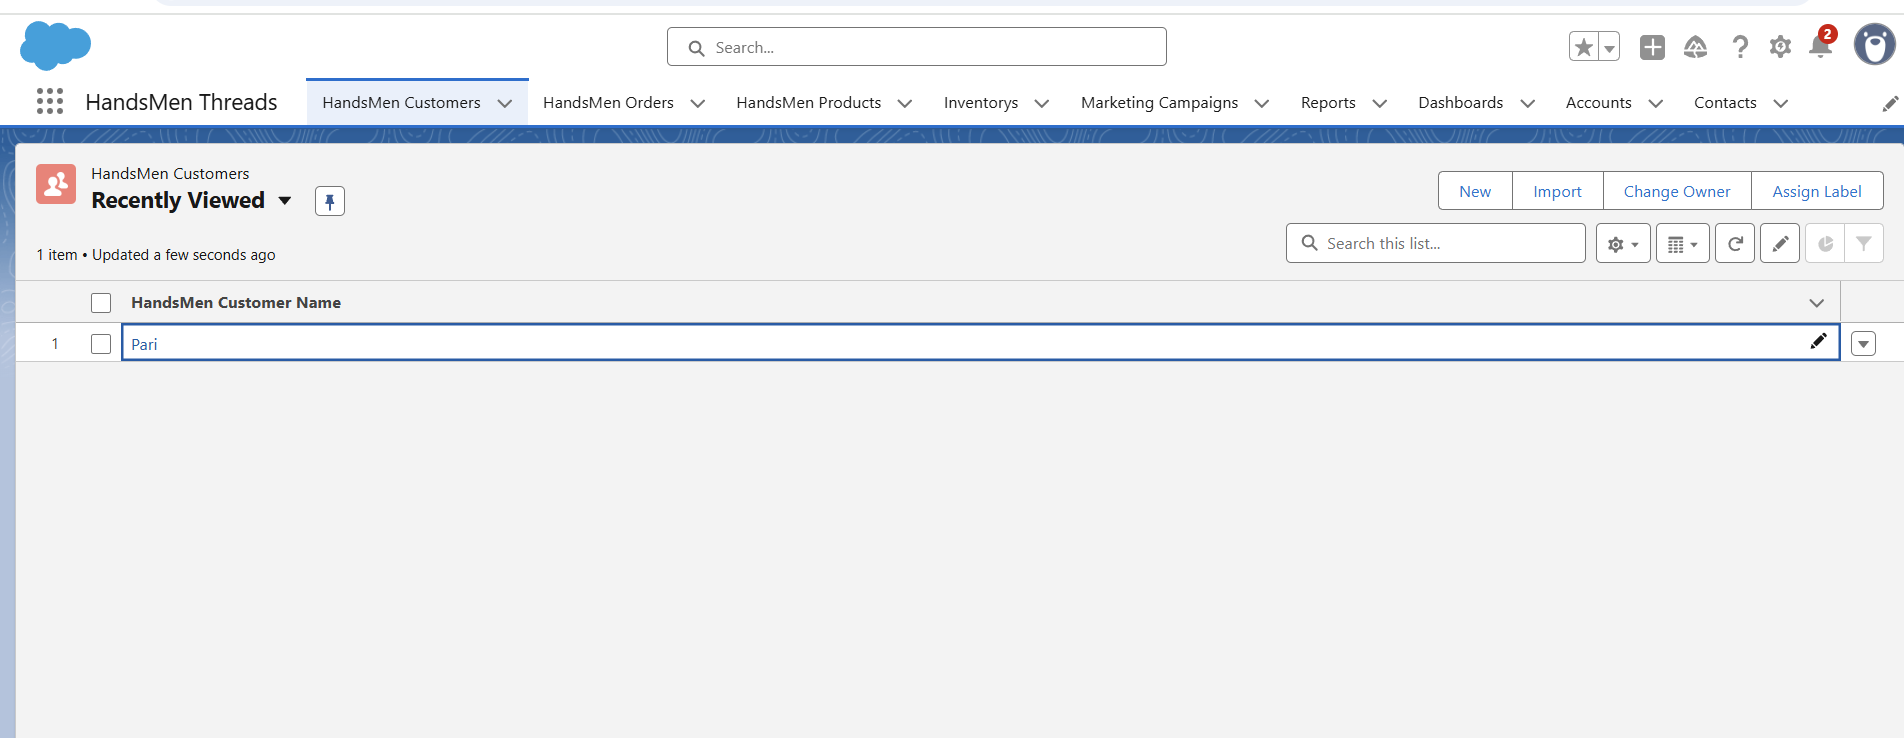 Search...
2
HandsMen Threads
HandsMen Customers
HandsMen Orders
HandsMen Products
Inventorys
Marketing Campaigns
Reports
Dashboards
Accounts
Contacts
HandsMen Customers
Recently Viewed
New
Import
Change Owner
Assign Label
1 item • Updated a few seconds ago
Search this list...
HandsMen Customer Name
1
Pari